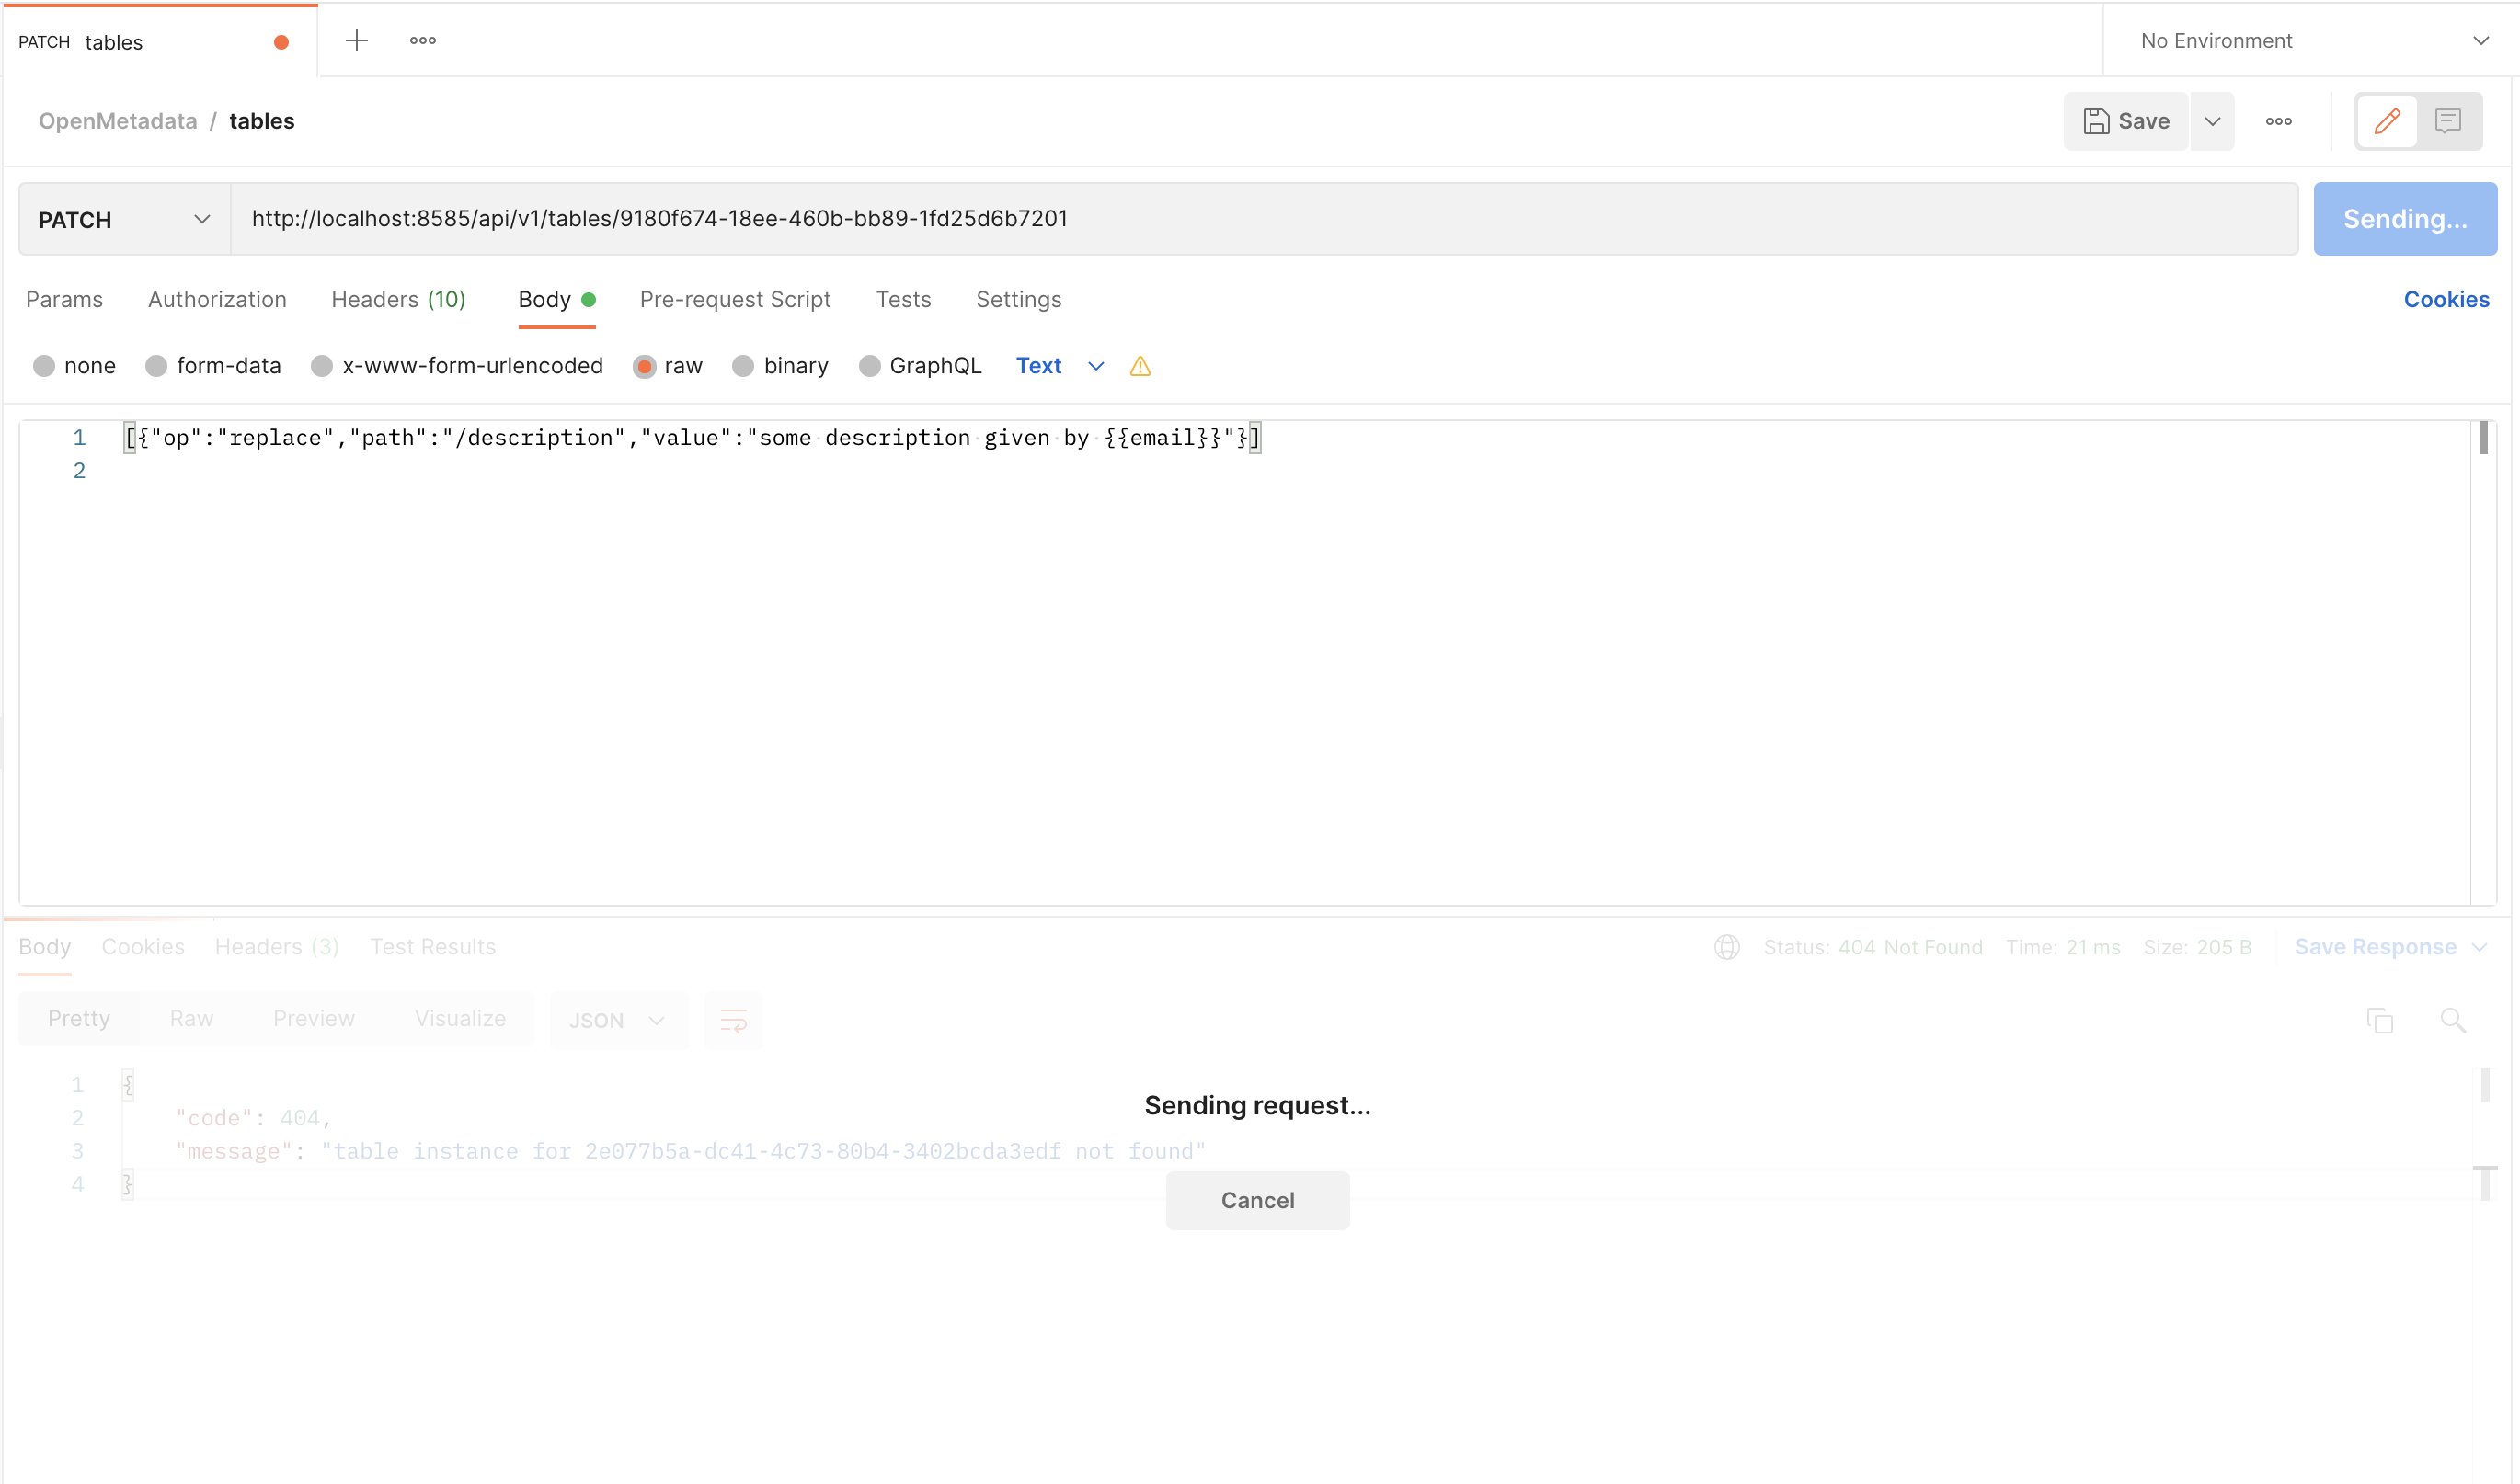 PATCH tables
No Environment
OpenMetadata / tables
Save
PATCH http://localhost:8585/api/v1/tables/9180f674-18ee-460b-bb89-1fd25d6b7201 Sending...
Params Authorization Headers (10) Body Pre-request Script Tests Settings Cookies
none form-data x-www-form-urlencoded raw binary GraphQL Text
1 [{"op":"replace","path":"/description","value":"some description given by {{email}}"}]
2
Body Cookies Headers (3) Test Results Status: 404 Not Found Time: 21 ms Size: 205 B Save Response
Pretty Raw Preview Visualize JSON
1 {
2 "code": 404,
3 "message": "table instance for 2e077b5a-dc41-4c73-80b4-3402bcda3edf not found"
4 }
Sending request...
Cancel